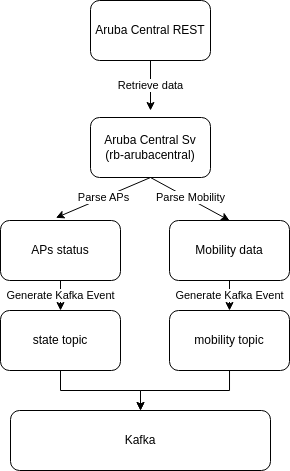 Aruba Central REST
Retrieve data
Aruba Central Sv
(rb-arubacentral)
Parse APs
Parse Mobility
APs status
Mobility data
Generate Kafka Event
Generate Kafka Event
state topic
mobility topic
Kafka